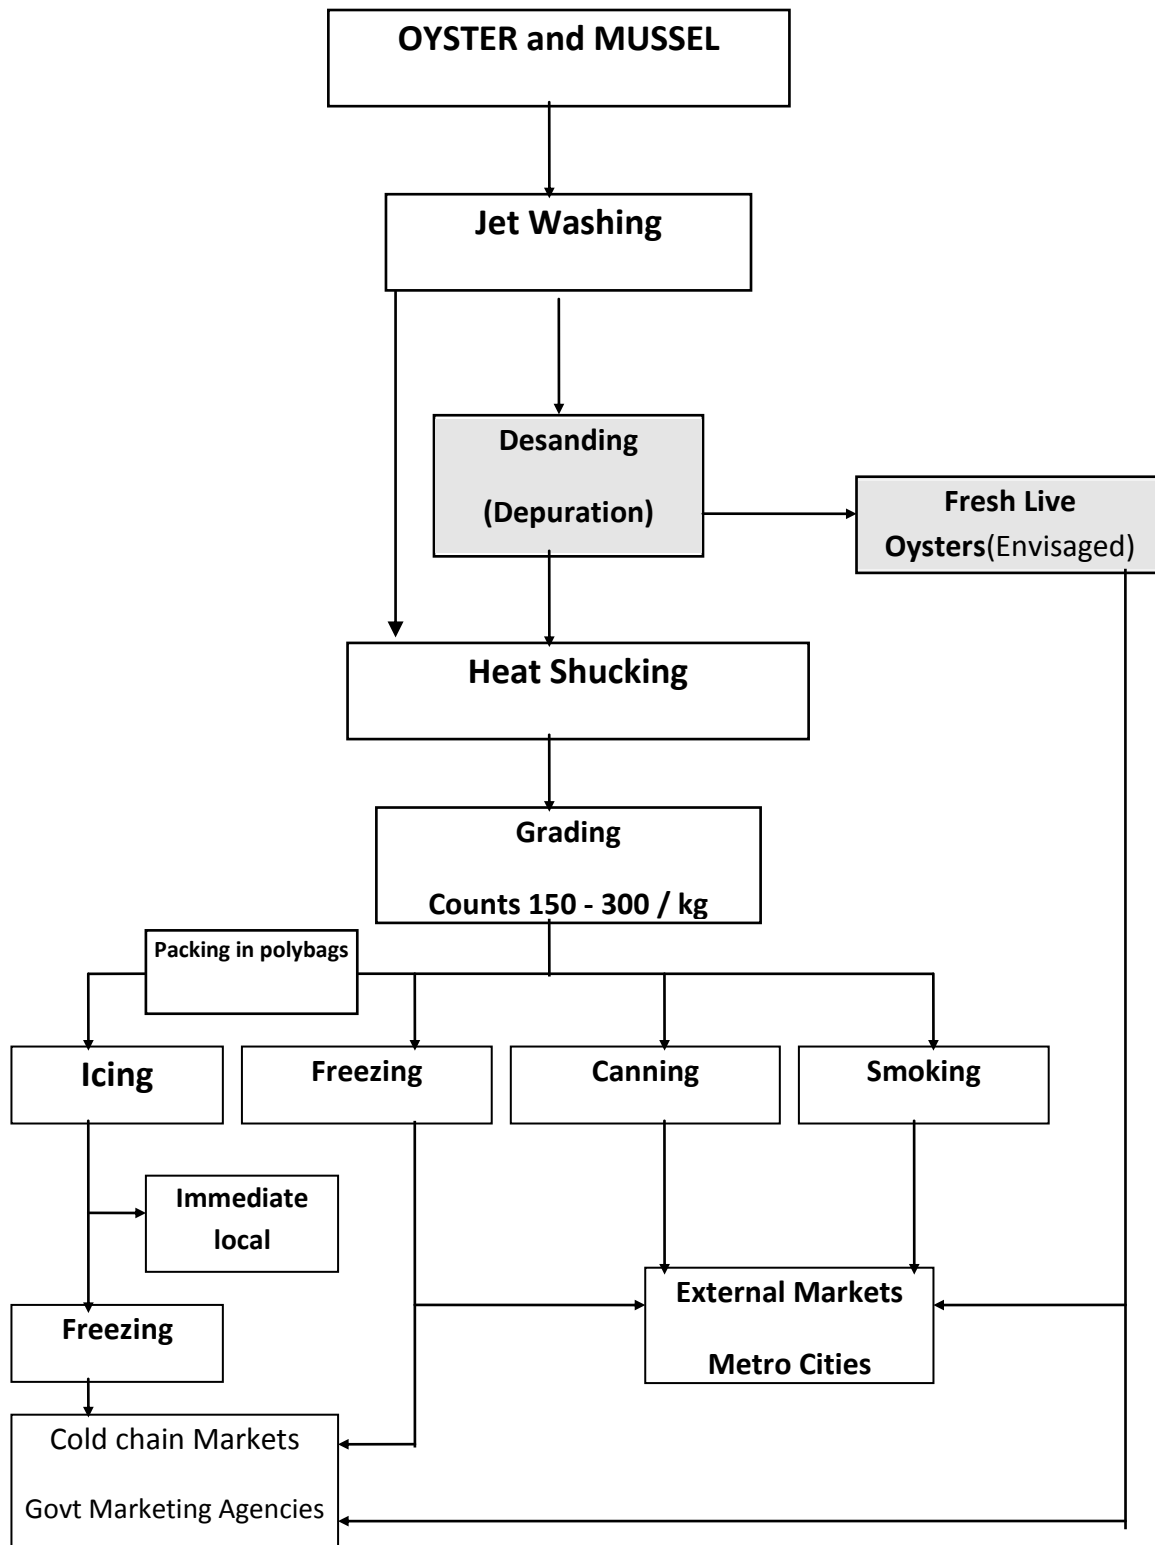 OYSTER and MUSSEL
Jet Washing
Desanding
(Depuration)
Fresh Live
Oysters(Envisaged)
Heat Shucking
Grading
Counts 150 - 300 / kg
Packing in polybags
Icing
Freezing
Canning
Smoking
Immediate
local
External Markets
Metro Cities
Freezing
Cold chain Markets
Govt Marketing Agencies